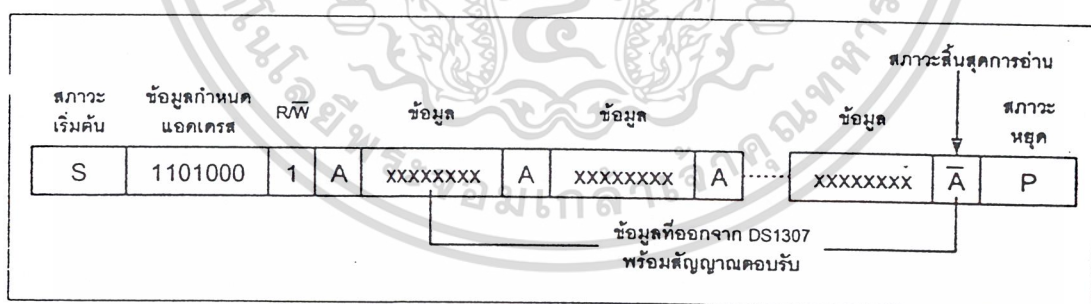 สภาวะสิ้นสุดการอ่าน
สภาวะ
เริ่มต้น
ข้อมูลกำหนด
แอดเดรส
R/W̅
ข้อมูล
ข้อมูล
ข้อมูล
สภาวะ
หยุด
S 1101000 1 A xxxxxxxx A xxxxxxxx A xxxxxxxx A̅ P
ข้อมูลที่ออกจาก DS1307
พร้อมสัญญาณตอบรับ